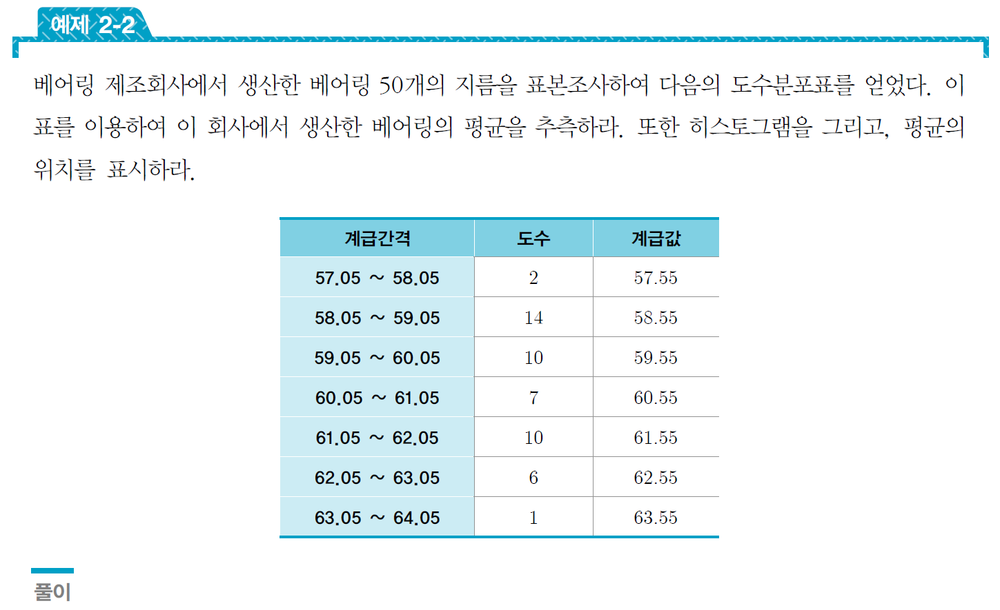 예제 2-2
베어링 제조회사에서 생산한 베어링 50개의 지름을 표본조사하여 다음의 도수분포표를 얻었다. 이
표를 이용하여 이 회사에서 생산한 베어링의 평균을 추측하라. 또한 히스토그램을 그리고, 평균의
위치를 표시하라.
계급간격 도수 계급값
57.05 ~ 58.05 2 57.55
58.05 ~ 59.05 14 58.55
59.05 ~ 60.05 10 59.55
60.05 ~ 61.05 7 60.55
61.05 ~ 62.05 10 61.55
62.05 ~ 63.05 6 62.55
63.05 ~ 64.05 1 63.55
풀이